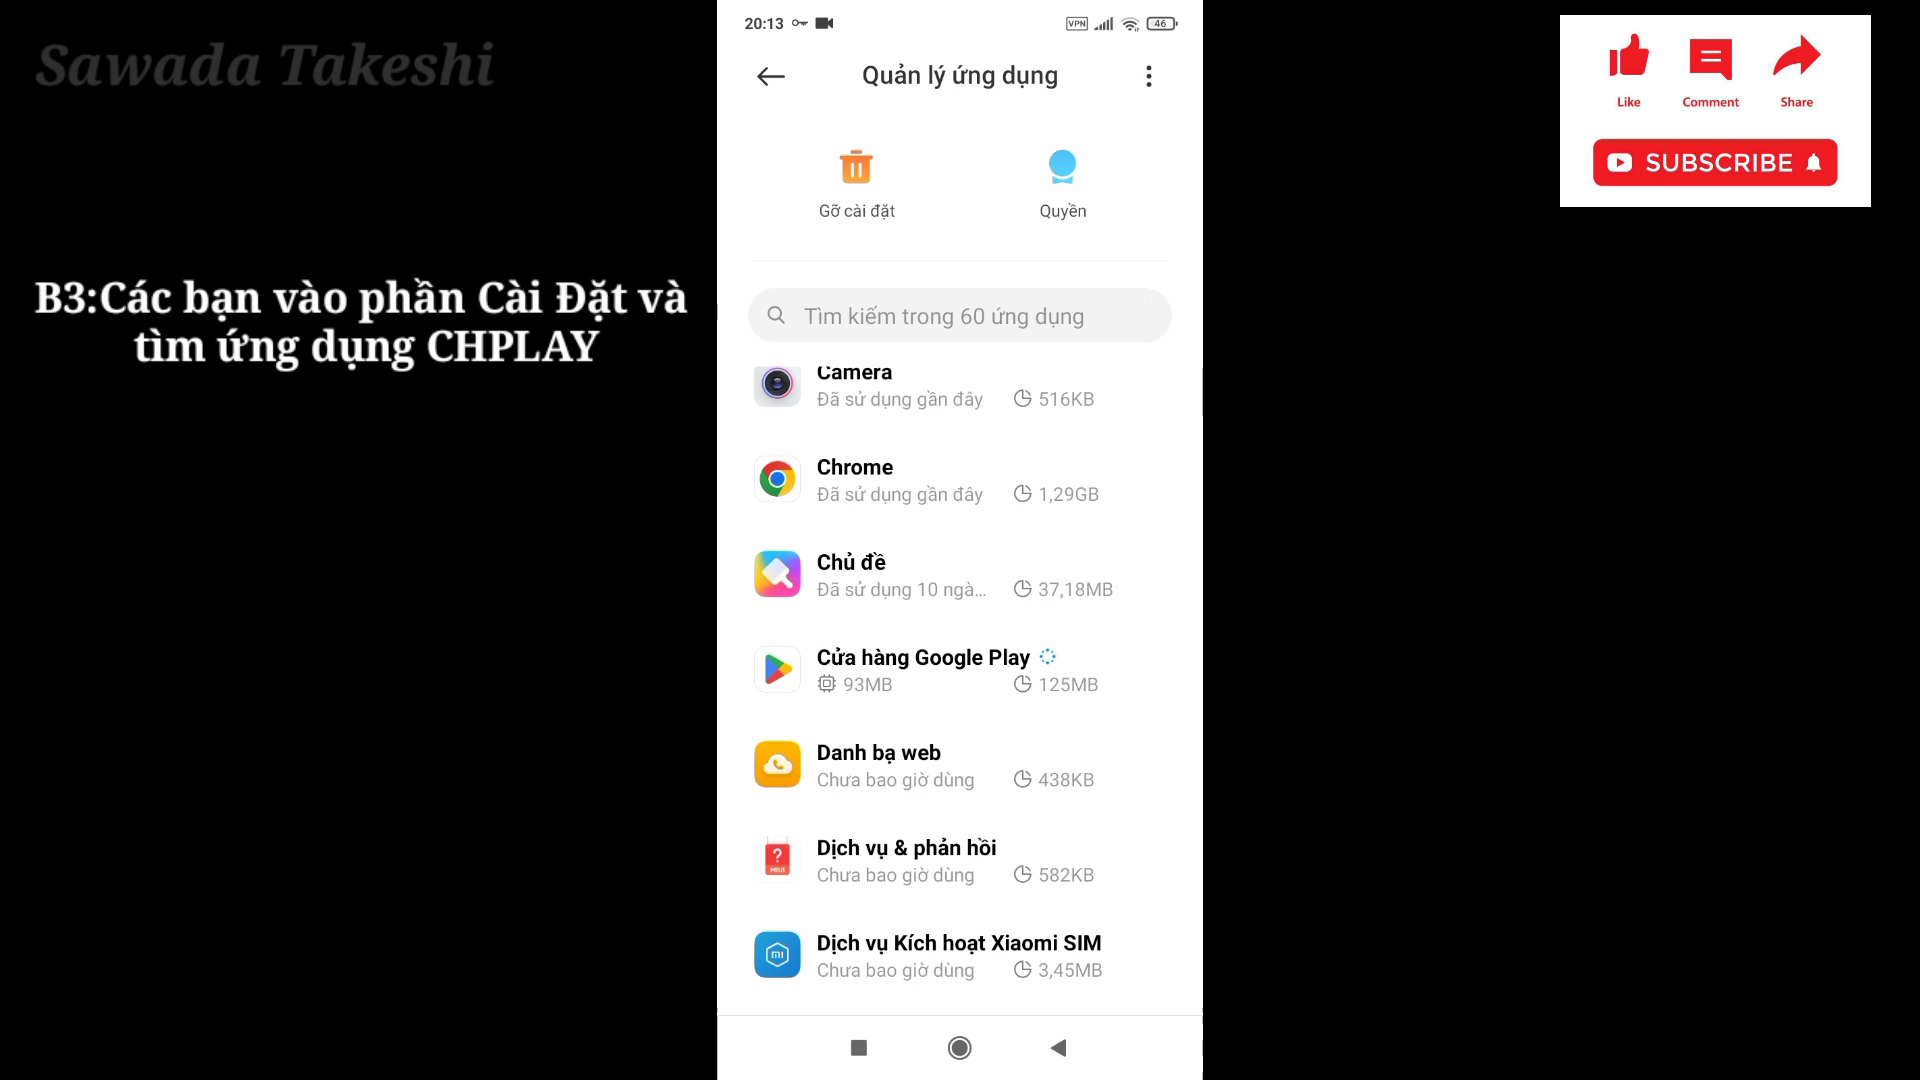 Sawada Takeshi
B3:Các bạn vào phần Cài Đặt và
tìm ứng dụng CHPLAY
20:13
VPN
46
Quản lý ứng dụng
Gỡ cài đặt
Quyền
Tìm kiếm trong 60 ứng dụng
Camera
Đã sử dụng gần đây 516KB
Chrome
Đã sử dụng gần đây 1,29GB
Chủ đề
Đã sử dụng 10 ngà... 37,18MB
Cửa hàng Google Play
93MB 125MB
Danh bạ web
Chưa bao giờ dùng 438KB
?
MIUI
Dịch vụ & phản hồi
Chưa bao giờ dùng 582KB
mi
Dịch vụ Kích hoạt Xiaomi SIM
Chưa bao giờ dùng 3,45MB
Like Comment Share
SUBSCRIBE